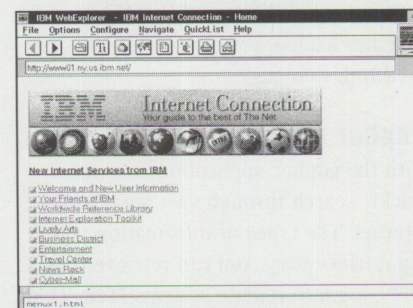 IBM WebExplorer - IBM Internet Connection - Home
File Options Configure Navigate QuickList Help
http://www01.ny.us.ibm.net/
IBM Internet Connection
Your guide to the best of The Net
New Internet Services from IBM
Welcome and New User Information
Your Friends at IBM
Worldwide Reference Library
Internet Exploration Toolkit
Lively Arts
Business District
Entertainment
Travel Center
News Rack
Cyber-Mall
menux1.html